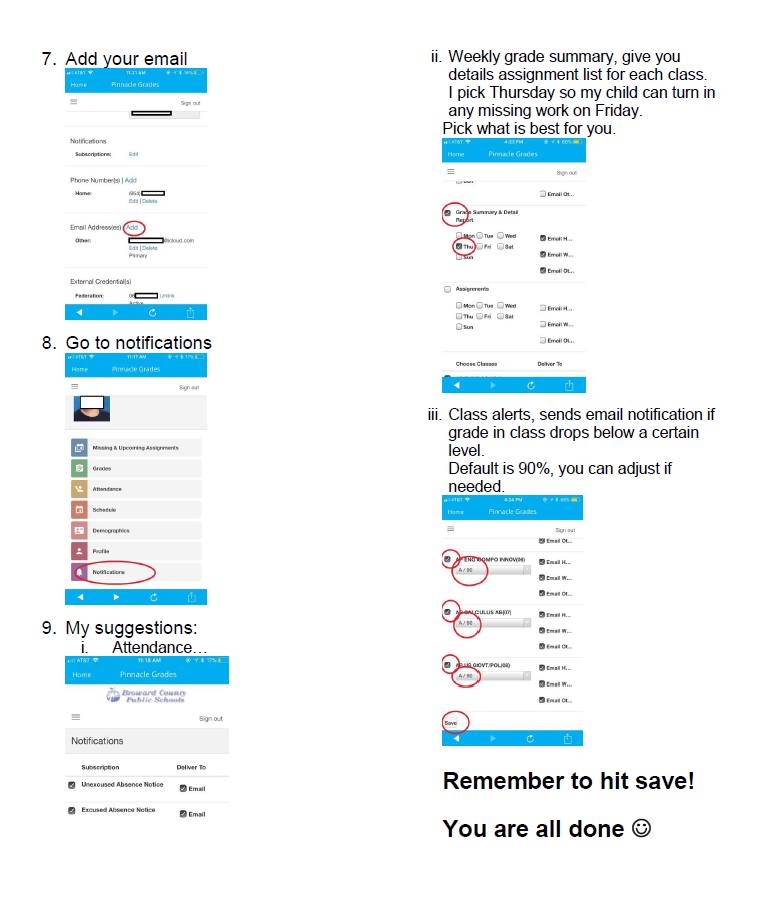 7. Add your email
AT&T 11:21 AM
Home Pinnacle Grades
Sign out
Notifications
Subscriptions: Edit
Phone Number(s) | Add
Home: (954)
Edit | Delete
Email Address(es) | Add
Other: @icloud.com
Edit | Delete
Primary
External Credential(s)
Federation: Unlink
Active
8. Go to notifications
AT&T 11:17 AM 17%
Home Pinnacle Grades
Sign out
Missing & Upcoming Assignments
Grades
Attendance
Schedule
Demographics
Profile
Notifications
9. My suggestions:
i. Attendance…
AT&T 11:18 AM 17%
Home Pinnacle Grades
Broward County
Public Schools
Sign out
Notifications
Subscription Deliver To
Unexcused Absence Notice Email
Excused Absence Notice Email
ii. Weekly grade summary, give you
details assignment list for each class.
I pick Thursday so my child can turn in
any missing work on Friday.
Pick what is best for you.
AT&T 4:23 PM 60%
Home Pinnacle Grades
Sign out
Sun
Email Ot...
Grade Summary & Detail
Report
Mon Tue Wed Email H...
Thu Fri Sat Email W...
Sun
Email Ot...
Assignments
Mon Tue Wed Email H...
Thu Fri Sat
Sun Email W...
Email Ot...
Choose Classes Deliver To
iii. Class alerts, sends email notification if
grade in class drops below a certain
level.
Default is 90%, you can adjust if
needed.
AT&T 4:24 PM
Home Pinnacle Grades
Sign out
Email Ot...
AP ENG COMPO INNOV(06) Email H...
A / 90
Email W...
Email Ot...
AP CALCULUS AB(07) Email H...
A / 90
Email W...
Email Ot...
AP US GOVT/POL(08) Email H...
A / 90
Email W...
Email Ot...
Save
Remember to hit save!
You are all done ☺